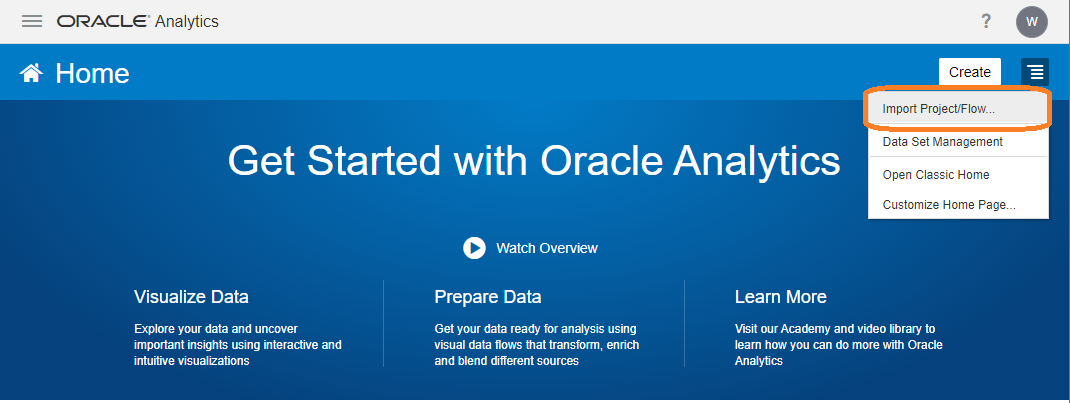 ORACLE® Analytics
?
W
Home
Create
Import Project/Flow...
Data Set Management
Open Classic Home
Customize Home Page...
Get Started with Oracle Analytics
Watch Overview
Visualize Data
Explore your data and uncover
important insights using interactive and
intuitive visualizations
Prepare Data
Get your data ready for analysis using
visual data flows that transform, enrich
and blend different sources
Learn More
Visit our Academy and video library to
learn how you can do more with Oracle
Analytics